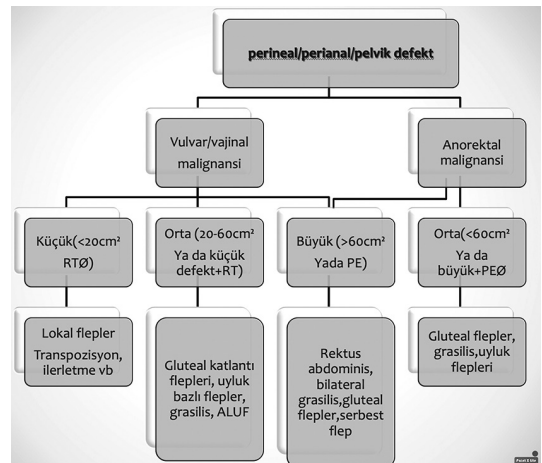 perineal/perianal/pelvik defekt
Vulvar/vajinal
malignansi
Anorektal
malignansi
Küçük(<20cm²
RTØ)
Orta (20-60cm²
Ya da küçük
defekt+RT)
Büyük (>60cm²
Yada PE)
Orta(<60cm²
Ya da
büyük+PEØ
Lokal flepler
Transpozisyon,
ilerletme vb
Gluteal katlantı
flepleri, uyluk
bazlı flepler,
grasilis, ALUF
Rektus
abdominis,
bilateral
grasilis,gluteal
flepler,serbest
flep
Gluteal flepler,
grasilis,uyluk
flepleri